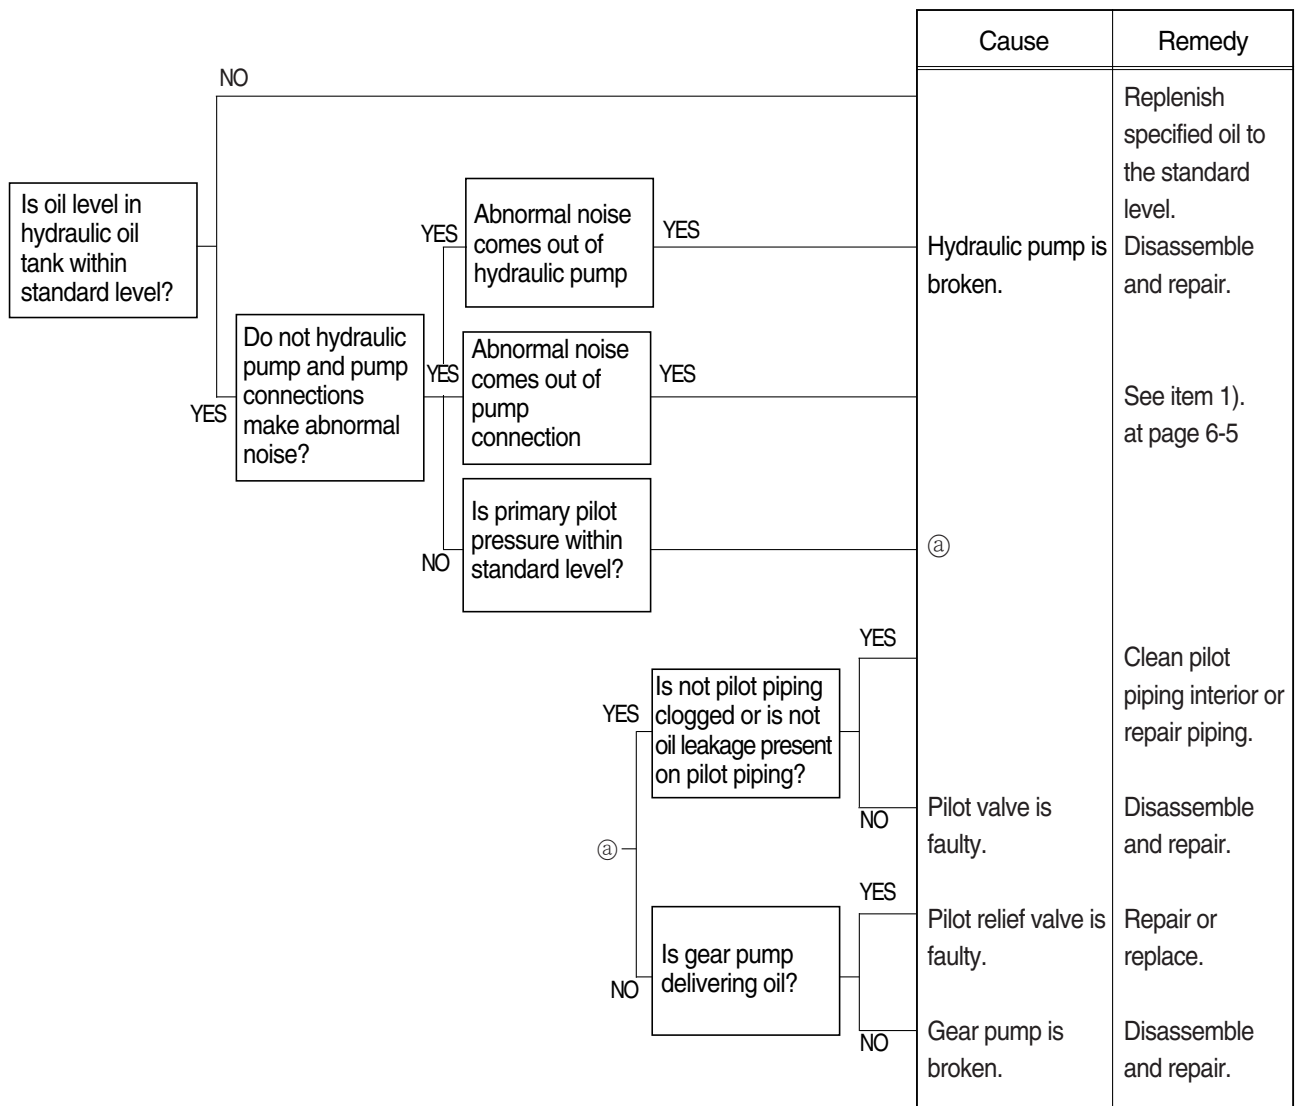 Cause
Remedy
NO
Replenish
specified oil to
the standard
level.
Is oil level in
hydraulic oil
tank within
standard level?
YES
Abnormal noise
comes out of
hydraulic pump
YES
Hydraulic pump is
broken.
Disassemble
and repair.
YES
Do not hydraulic
pump and pump
connections
make abnormal
noise?
YES
Abnormal noise
comes out of
pump
connection
YES
See item 1).
at page 6-5
NO
Is primary pilot
pressure within
standard level?
ⓐ
YES
Is not pilot piping
clogged or is not
oil leakage present
on pilot piping?
YES
Clean pilot
piping interior or
repair piping.
NO
Pilot valve is
faulty.
Disassemble
and repair.
ⓐ
NO
Is gear pump
delivering oil?
YES
Pilot relief valve is
faulty.
Repair or
replace.
NO
Gear pump is
broken.
Disassemble
and repair.